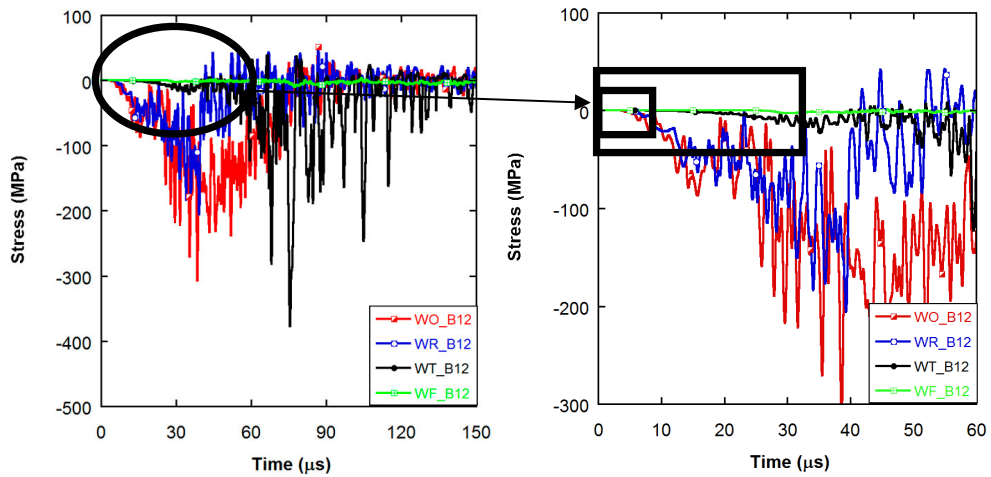 100
0
-100
-200
-300
-400
-500
Stress (MPa)
0 30 60 90 120 150
Time (μs)
WO_B12
WR_B12
WT_B12
WF_B12
100
0
-100
-200
-300
Stress (MPa)
0 10 20 30 40 50 60
Time (μs)
WO_B12
WR_B12
WT_B12
WF_B12